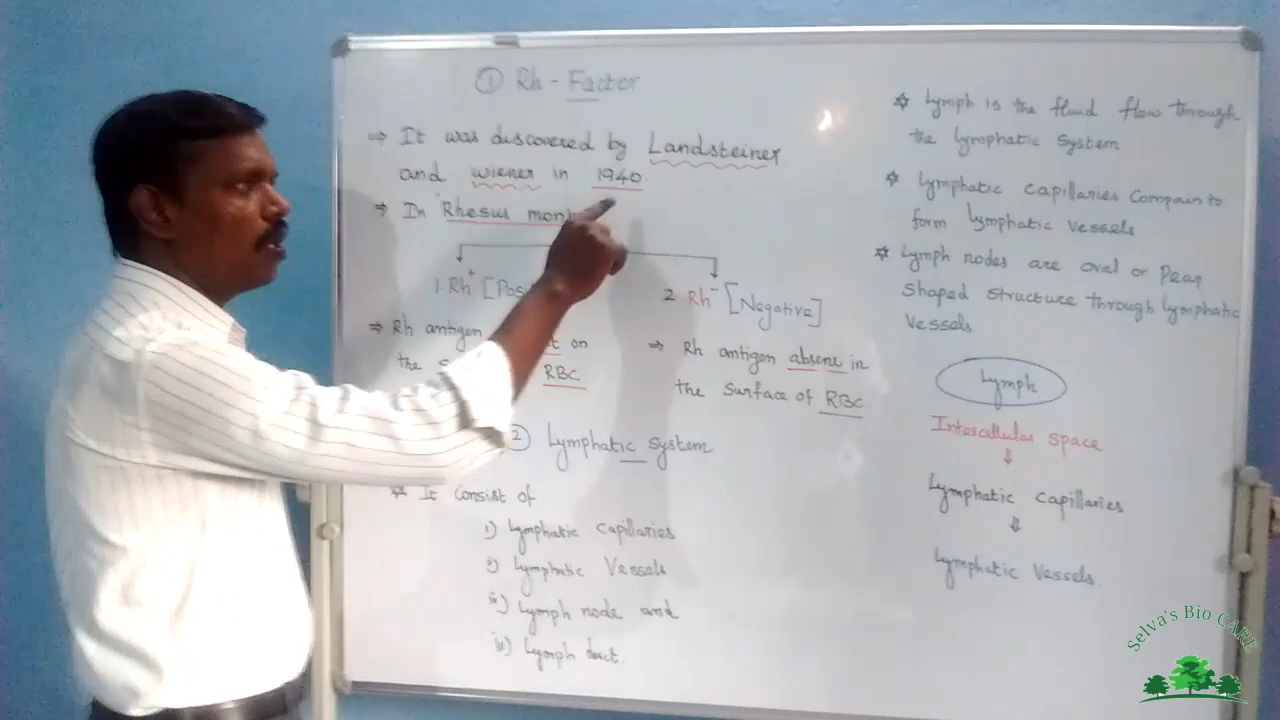 ① Rh - Factor
⇒ It was discovered by Landsteiner
and wiener in 1940.
⇒ In "Rhesus
1. Rh+ [Pos
2. Rh- [Negative]
⇒ Rh antigen on
the RBC
⇒ Rh antigen absene in
the surface of RBC
② Lymphatic system
☆ It consist of
i) Lymphatic capillaries
ii) Lymphatic Vessels
iii) Lymph node and
iv) Lymph duct.
☆ Lymph is the fluid flow through
the lymphatic System
☆ Lymphatic capillaries Compain to
form lymphatic vessels
☆ Lymph nodes are oval or Pear
shaped structure through lymphatic
Vessels
Lymph
Intercellular space
⇓
Lymphatic capillaries
⇓
Lymphatic Vessels
Selva's Bio CARE